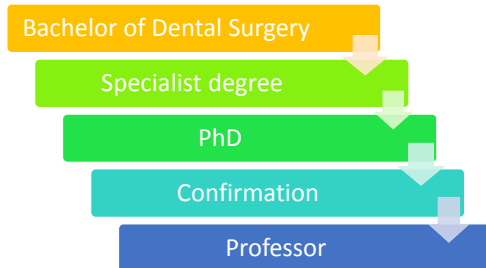 Bachelor of Dental Surgery
Specialist degree
PhD
Confirmation
Professor